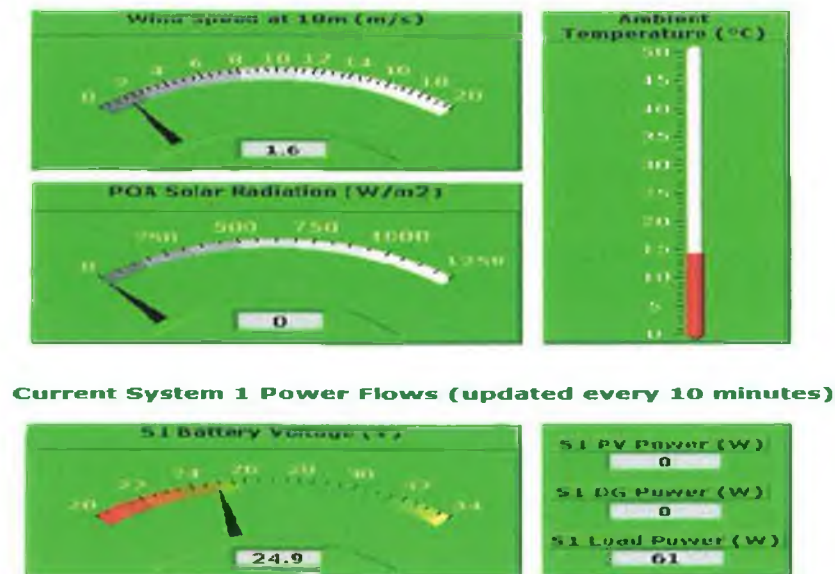 Wind speed at 10m (m/s)
0 2 4 6 8 10 12 14 16 18 20
1.6
POA Solar Radiation (W/m2)
0 250 500 750 1000 1250
0
Ambient
Temperature (°C)
50
45
40
35
30
25
20
15
10
5
0
Current System 1 Power Flows (updated every 10 minutes)
S1 Battery Voltage (V)
20 22 24 26 28 30 32 34
24.9
S1 PV Power (W)
0
S1 DG Power (W)
0
S1 Load Power (W)
61